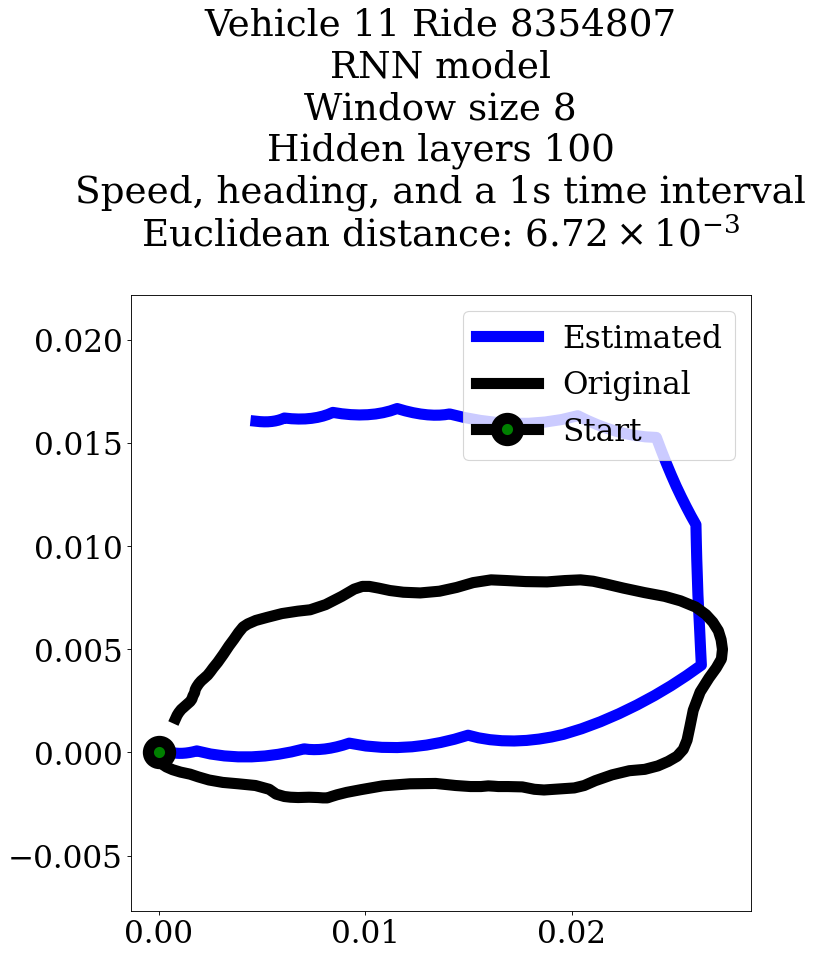 Vehicle 11 Ride 8354807
RNN model
Window size 8
Hidden layers 100
Speed, heading, and a 1s time interval
Euclidean distance: 6.72 × 10⁻³
Estimated
Original
Start
0.020
0.015
0.010
0.005
0.000
−0.005
0.00 0.01 0.02